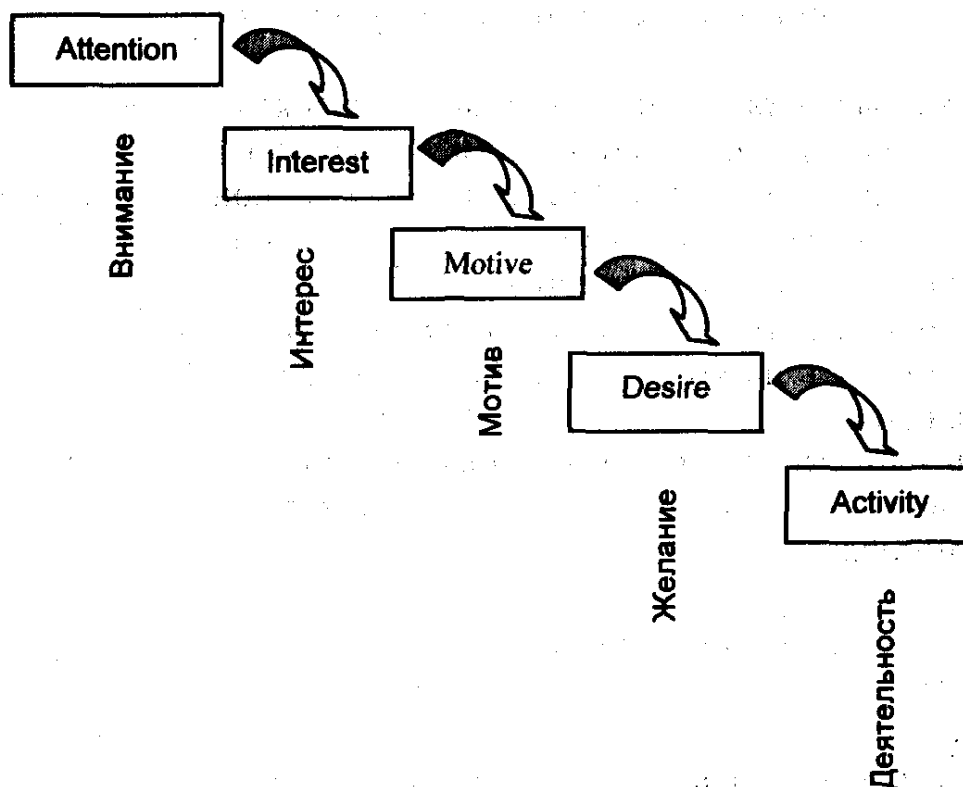 Attention
Внимание
Interest
Интерес
Motive
Мотив
Desire
Желание
Activity
Деятельность